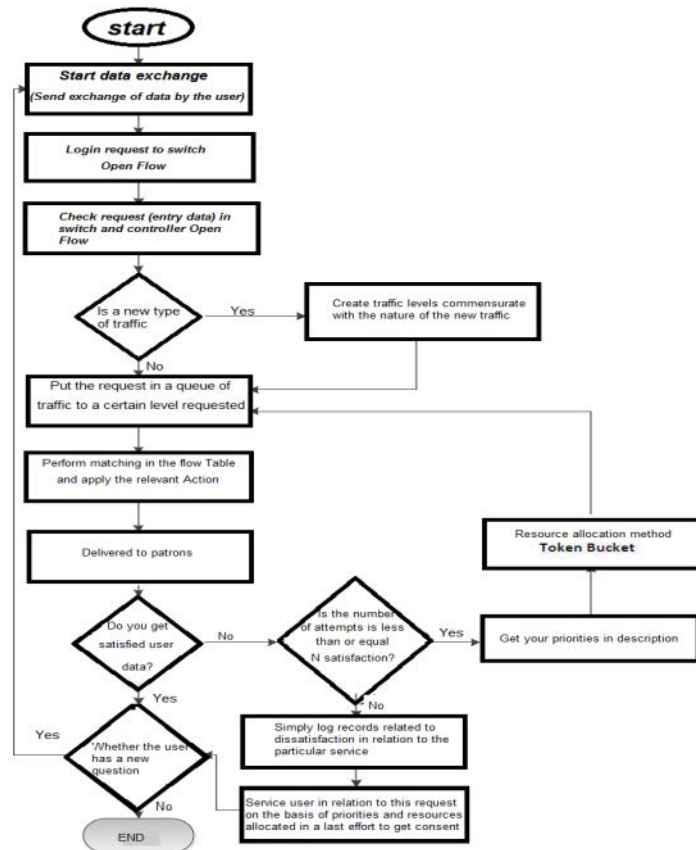 start
Start data exchange
(Send exchange of data by the user)
Login request to switch
Open Flow
Check request (entry data) in
switch and controller Open
Flow
Is a new type
of traffic
Yes
Create traffic levels commensurate
with the nature of the new traffic
No
Put the request in a queue of
traffic to a certain level requested
Perform matching in the flow Table
and apply the relevant Action
Resource allocation method
Token Bucket
Delivered to patrons
Do you get
satisfied user
data?
No
Is the number
of attempts is less
than or equal
N satisfaction?
Yes
Get your priorities in description
Yes
No
Simply log records related to
dissatisfaction in relation to the
particular service
Yes
'Whether the user
has a new
question
Service user in relation to this request
on the basis of priorities and resources
allocated in a last effort to get consent
No
END